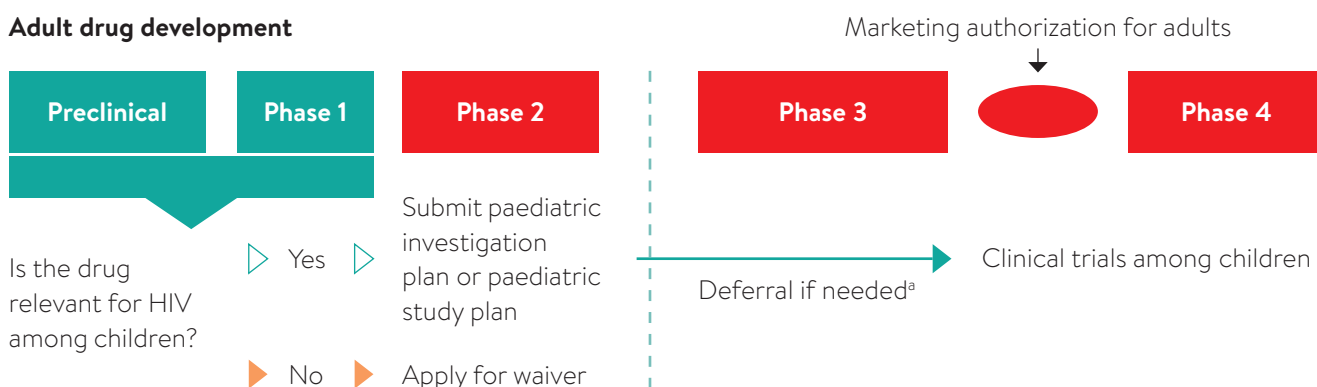 Adult drug development
Marketing authorization for adults
Preclinical
Phase 1
Phase 2
Phase 3
Phase 4
Is the drug
relevant for HIV
among children?
Yes
Submit paediatric
investigation
plan or paediatric
study plan
Deferral if neededᵃ
Clinical trials among children
No
Apply for waiver